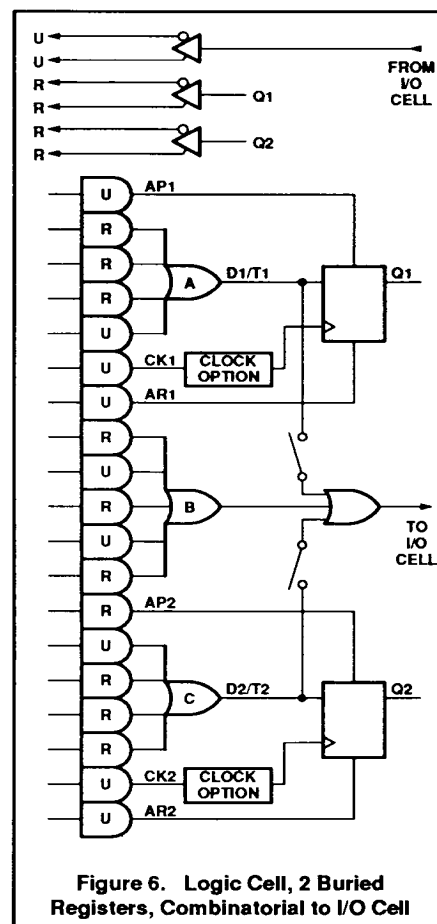 U
U
FROM
I/O
CELL
R
R
Q1
R
R
Q2
U AP1
R
R
A D1/T1 Q1
R
U
U CK1 CLOCK
OPTION
U AR1
R
U
R B
TO
I/O
CELL
U
R
R AP2
U
R
C D2/T2 Q2
R
R
U CK2 CLOCK
OPTION
U AR2
Figure 6. Logic Cell, 2 Buried
Registers, Combinatorial to I/O Cell